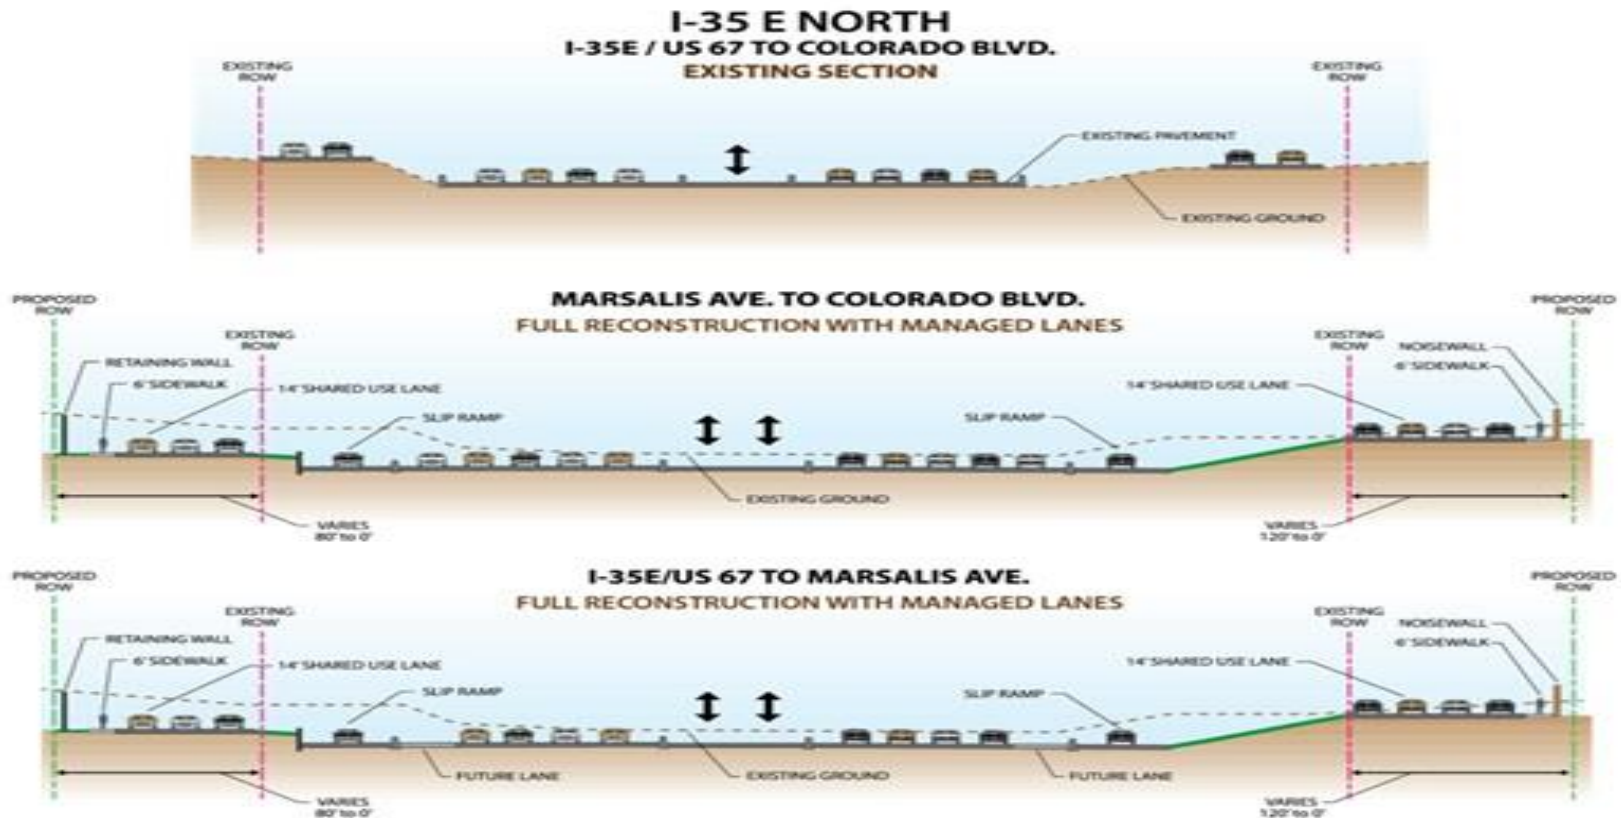 I-35 E NORTH
I-35E / US 67 TO COLORADO BLVD.
EXISTING SECTION
EXISTING
ROW
EXISTING
ROW
EXISTING PAVEMENT
EXISTING GROUND
MARSALIS AVE. TO COLORADO BLVD.
FULL RECONSTRUCTION WITH MANAGED LANES
PROPOSED
ROW
EXISTING
ROW
RETAINING WALL
6' SIDEWALK
14' SHARED USE LANE
SLIP RAMP
SLIP RAMP
14' SHARED USE LANE
EXISTING
ROW
NOISEWALL
6' SIDEWALK
PROPOSED
ROW
EXISTING GROUND
VARIES
80' to 0'
VARIES
120' to 0'
I-35E/US 67 TO MARSALIS AVE.
FULL RECONSTRUCTION WITH MANAGED LANES
PROPOSED
ROW
EXISTING
ROW
RETAINING WALL
6' SIDEWALK
14' SHARED USE LANE
SLIP RAMP
SLIP RAMP
14' SHARED USE LANE
EXISTING
ROW
NOISEWALL
6' SIDEWALK
PROPOSED
ROW
FUTURE LANE
EXISTING GROUND
FUTURE LANE
VARIES
80' to 0'
VARIES
120' to 0'